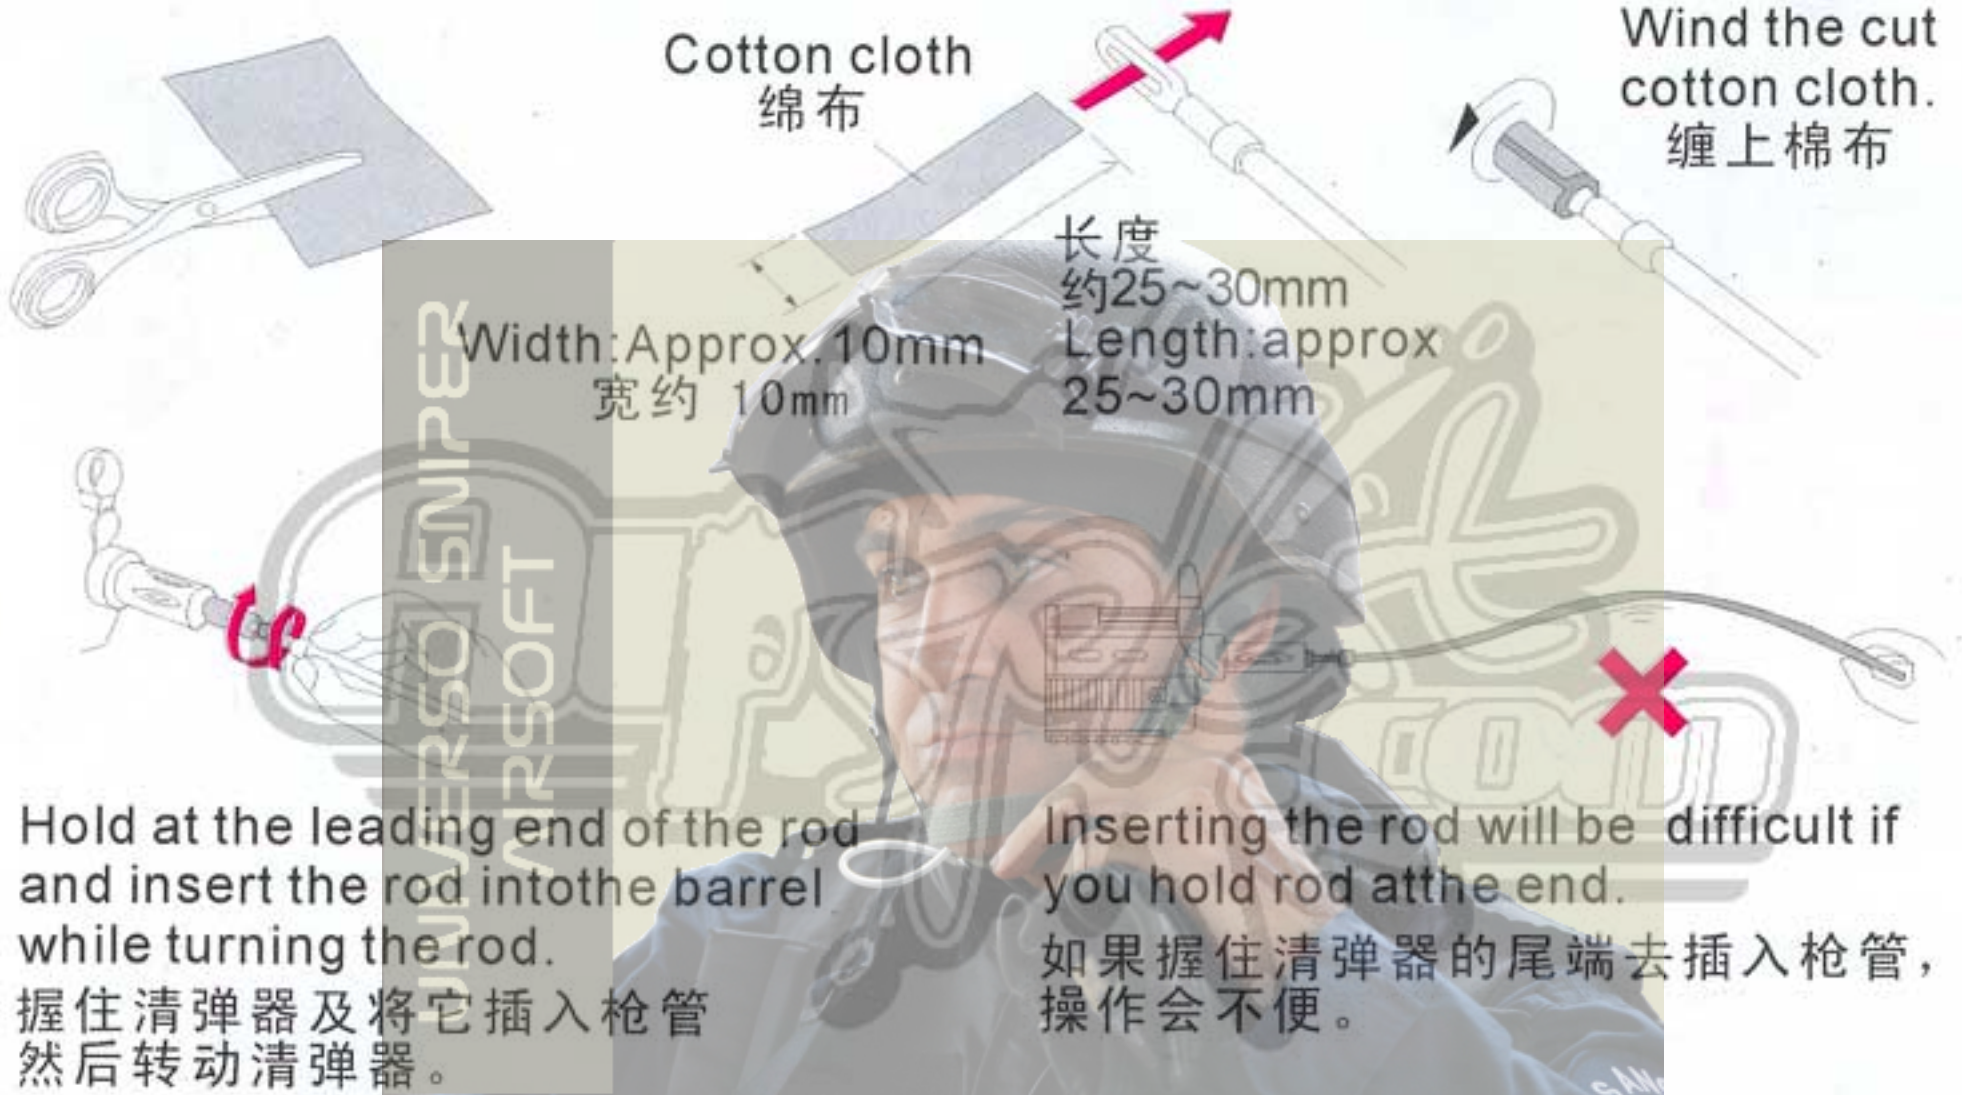 Cotton cloth
绵布
Wind the cut
cotton cloth.
缠上棉布
长度
约25~30mm
Length:approx
25~30mm
Width:Approx.10mm
宽约 10mm
UNIVERSO SNIPER
AIRSOFT
Hold at the leading end of the rod
and insert the rod intothe barrel
while turning the rod.
握住清弹器及将它插入枪管
然后转动清弹器。
Inserting the rod will be difficult if
you hold rod atthe end.
如果握住清弹器的尾端去插入枪管，
操作会不便。